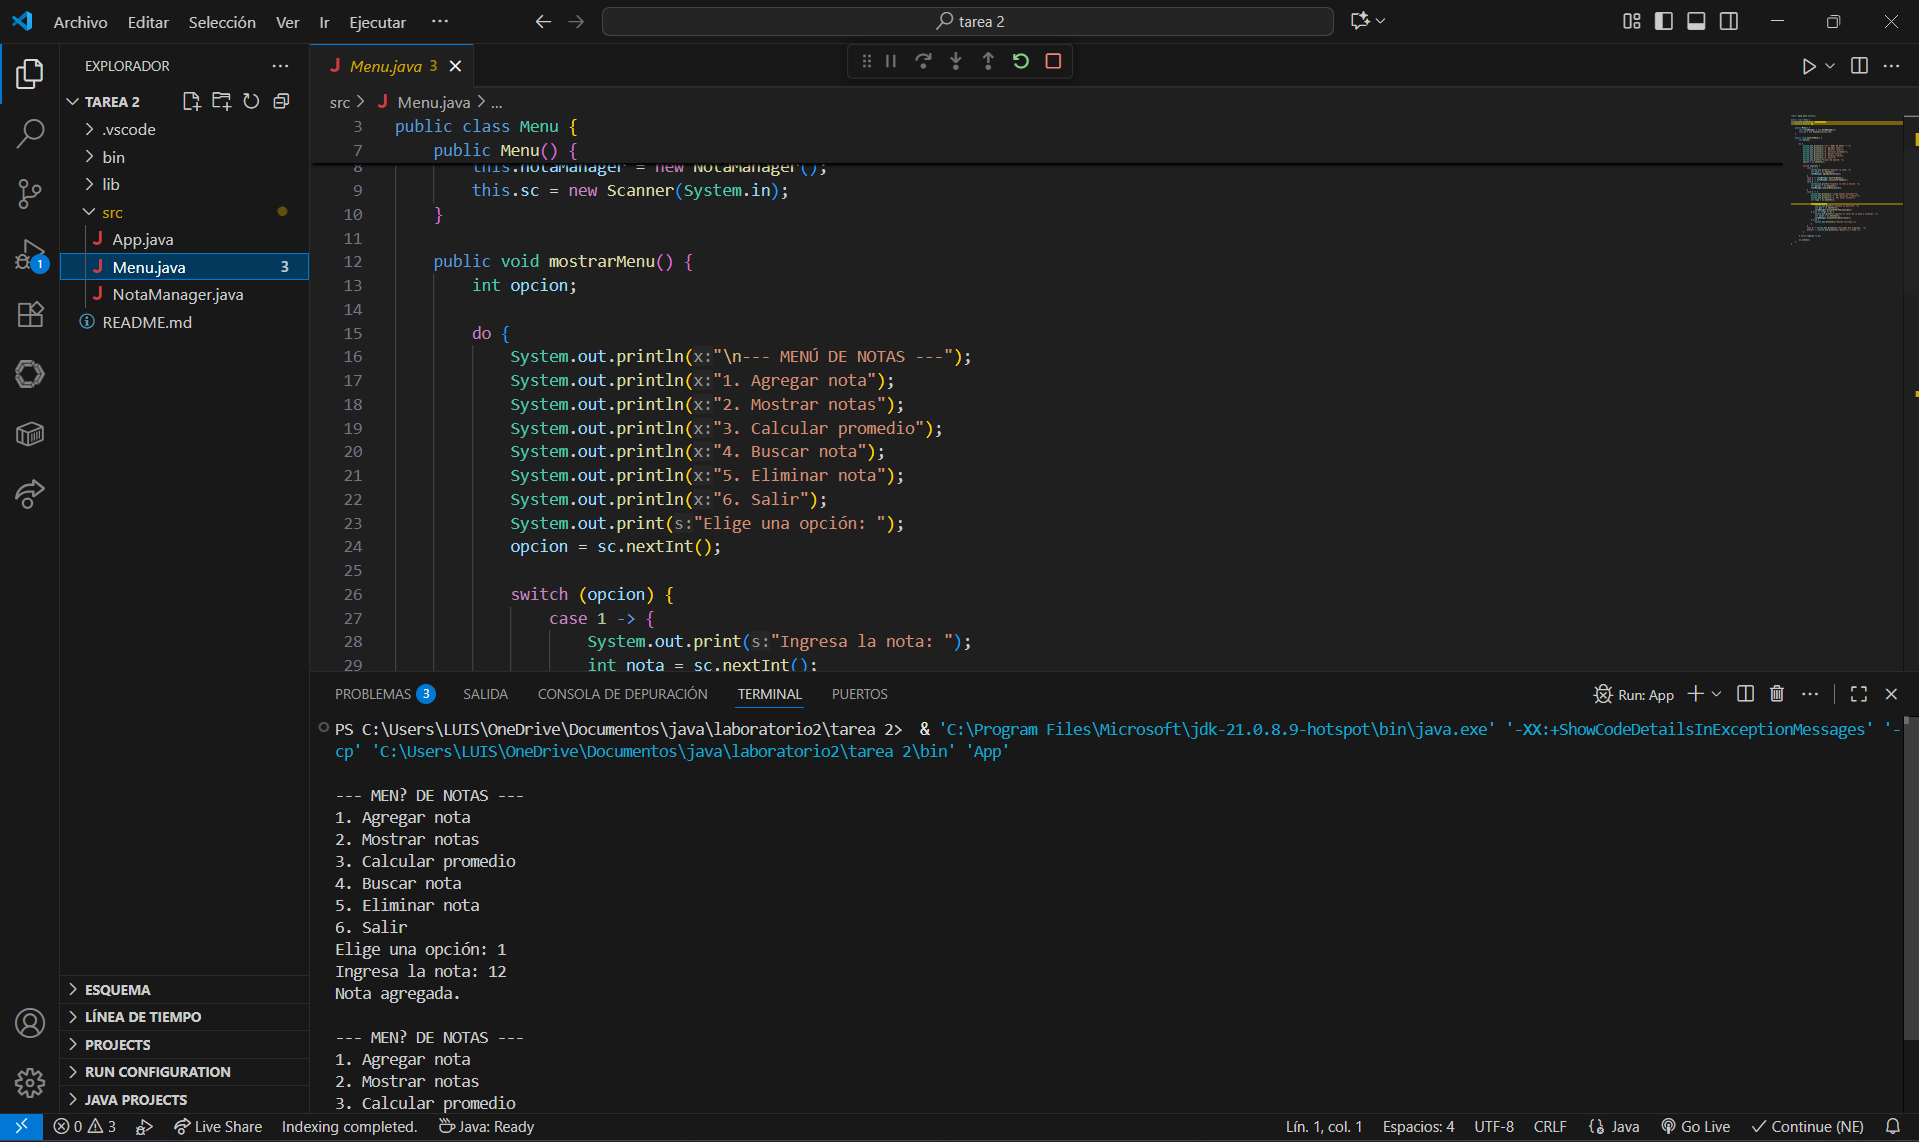 Archivo Editar Selección Ver Ir Ejecutar ···
tarea 2
EXPLORADOR
TAREA 2
.vscode
bin
lib
src
App.java
Menu.java 3
NotaManager.java
README.md
ESQUEMA
LÍNEA DE TIEMPO
PROJECTS
RUN CONFIGURATION
JAVA PROJECTS
1
Menu.java 3
src > Menu.java > ...
3 public class Menu {
7 public Menu() {
8 this.notaManager = new NotaManager();
9 this.sc = new Scanner(System.in);
10 }
11
12 public void mostrarMenu() {
13 int opcion;
14
15 do {
16 System.out.println(x:"\n--- MENÚ DE NOTAS ---");
17 System.out.println(x:"1. Agregar nota");
18 System.out.println(x:"2. Mostrar notas");
19 System.out.println(x:"3. Calcular promedio");
20 System.out.println(x:"4. Buscar nota");
21 System.out.println(x:"5. Eliminar nota");
22 System.out.println(x:"6. Salir");
23 System.out.print(s:"Elige una opción: ");
24 opcion = sc.nextInt();
25
26 switch (opcion) {
27 case 1 -> {
28 System.out.print(s:"Ingresa la nota: ");
29 int nota = sc.nextInt();
PROBLEMAS 3 SALIDA CONSOLA DE DEPURACIÓN TERMINAL PUERTOS
Run: App
PS C:\Users\LUIS\OneDrive\Documentos\java\laboratorio2\tarea 2> & 'C:\Program Files\Microsoft\jdk-21.0.8.9-hotspot\bin\java.exe' '-XX:+ShowCodeDetailsInExceptionMessages' '-
cp' 'C:\Users\LUIS\OneDrive\Documentos\java\laboratorio2\tarea 2\bin' 'App'
--- MEN? DE NOTAS ---
1. Agregar nota
2. Mostrar notas
3. Calcular promedio
4. Buscar nota
5. Eliminar nota
6. Salir
Elige una opción: 1
Ingresa la nota: 12
Nota agregada.
--- MEN? DE NOTAS ---
1. Agregar nota
2. Mostrar notas
3. Calcular promedio
0 3 Live Share Indexing completed. Java: Ready
Lín. 1, col. 1 Espacios: 4 UTF-8 CRLF Java Go Live Continue (NE)